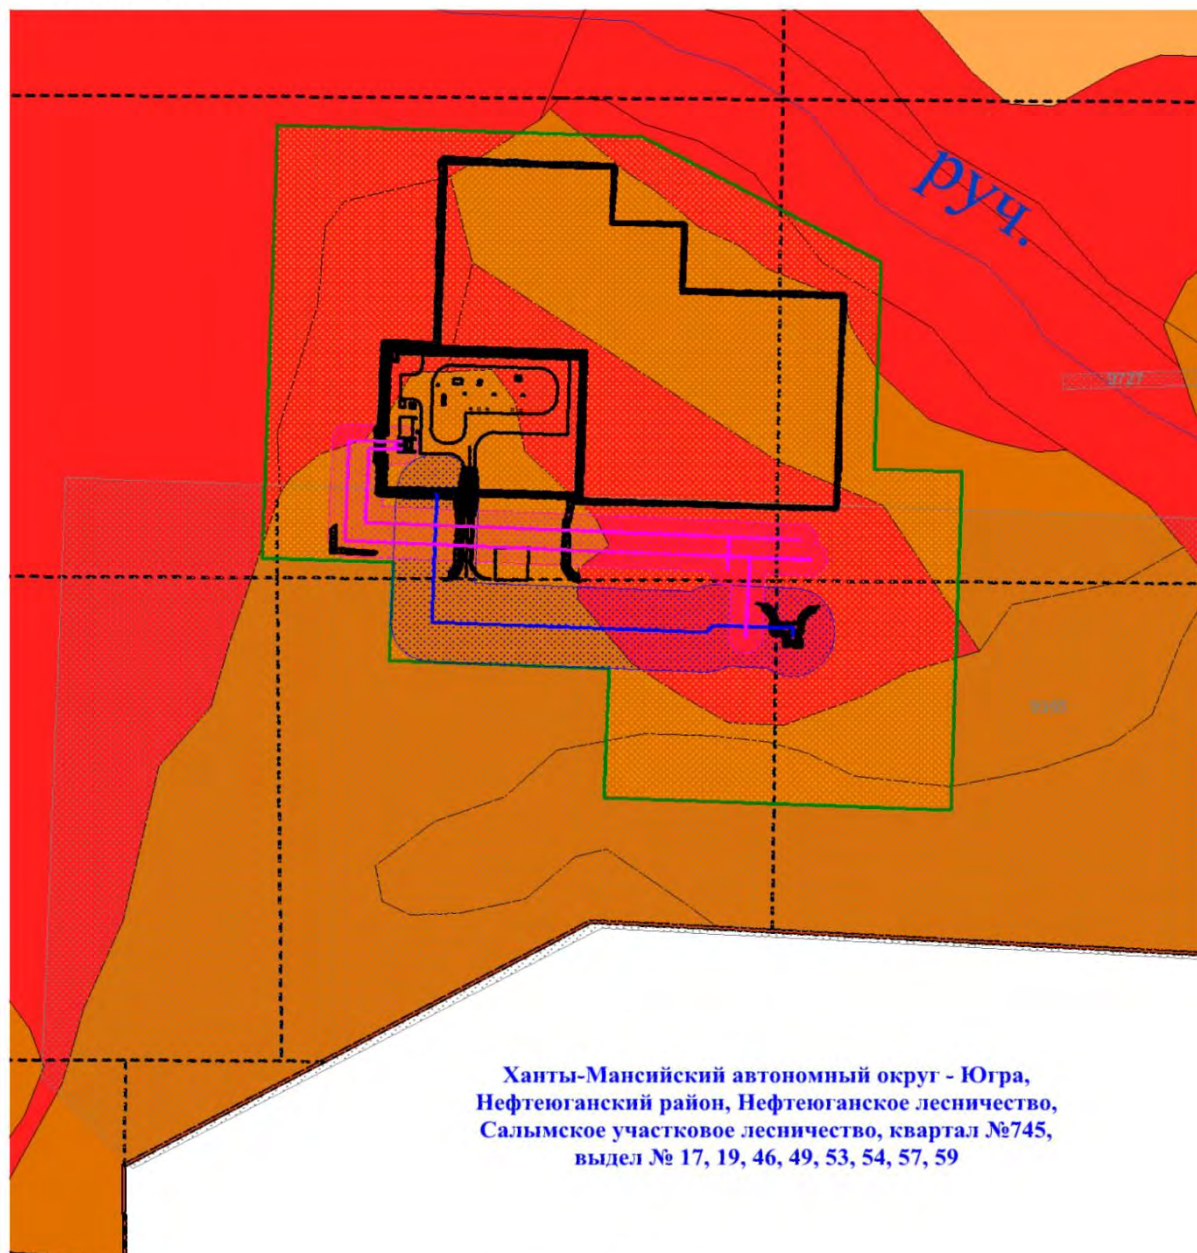 руч.
9727
Ханты-Мансийский автономный округ - Югра,
Нефтеюганский район, Нефтеюганское лесничество,
Салымское участковое лесничество, квартал №745,
выдел № 17, 19, 46, 49, 53, 54, 57, 59